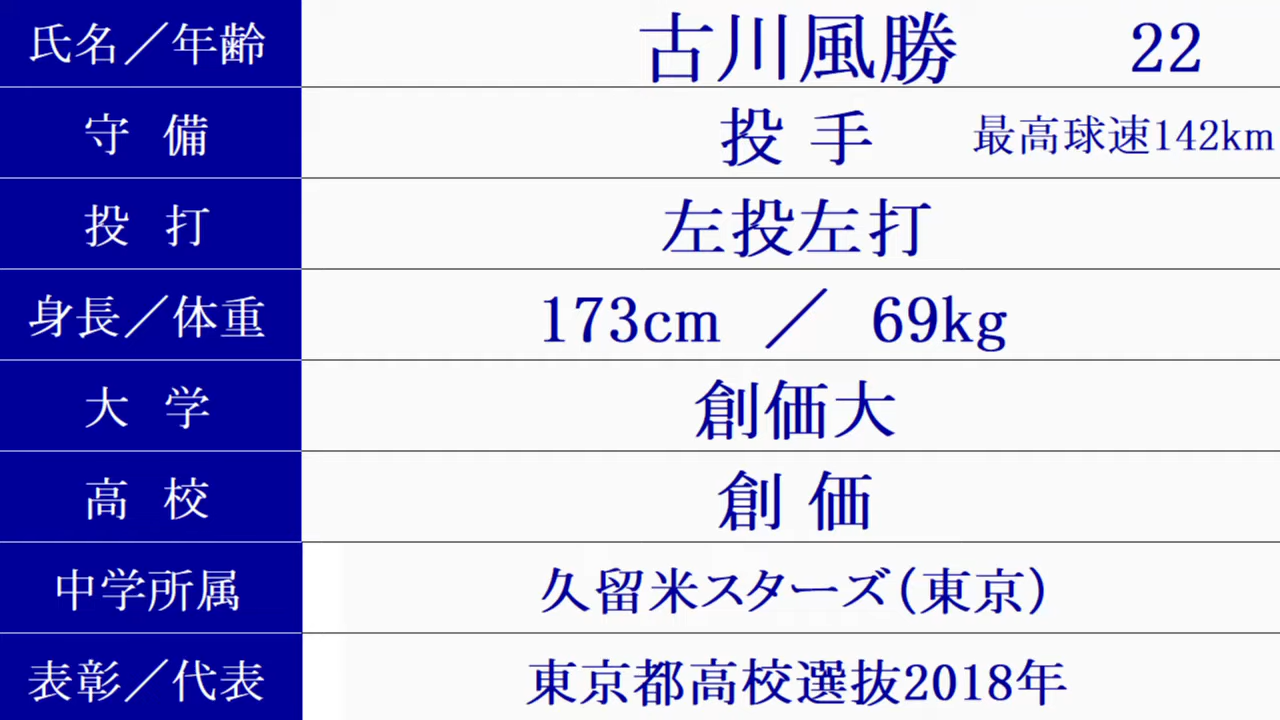 氏名／年齢 古川風勝 22
守備 投手 最高球速142km
投打 左投左打
身長／体重 173cm ／ 69kg
大学 創価大
高校 創価
中学所属 久留米スターズ(東京)
表彰／代表 東京都高校選抜2018年